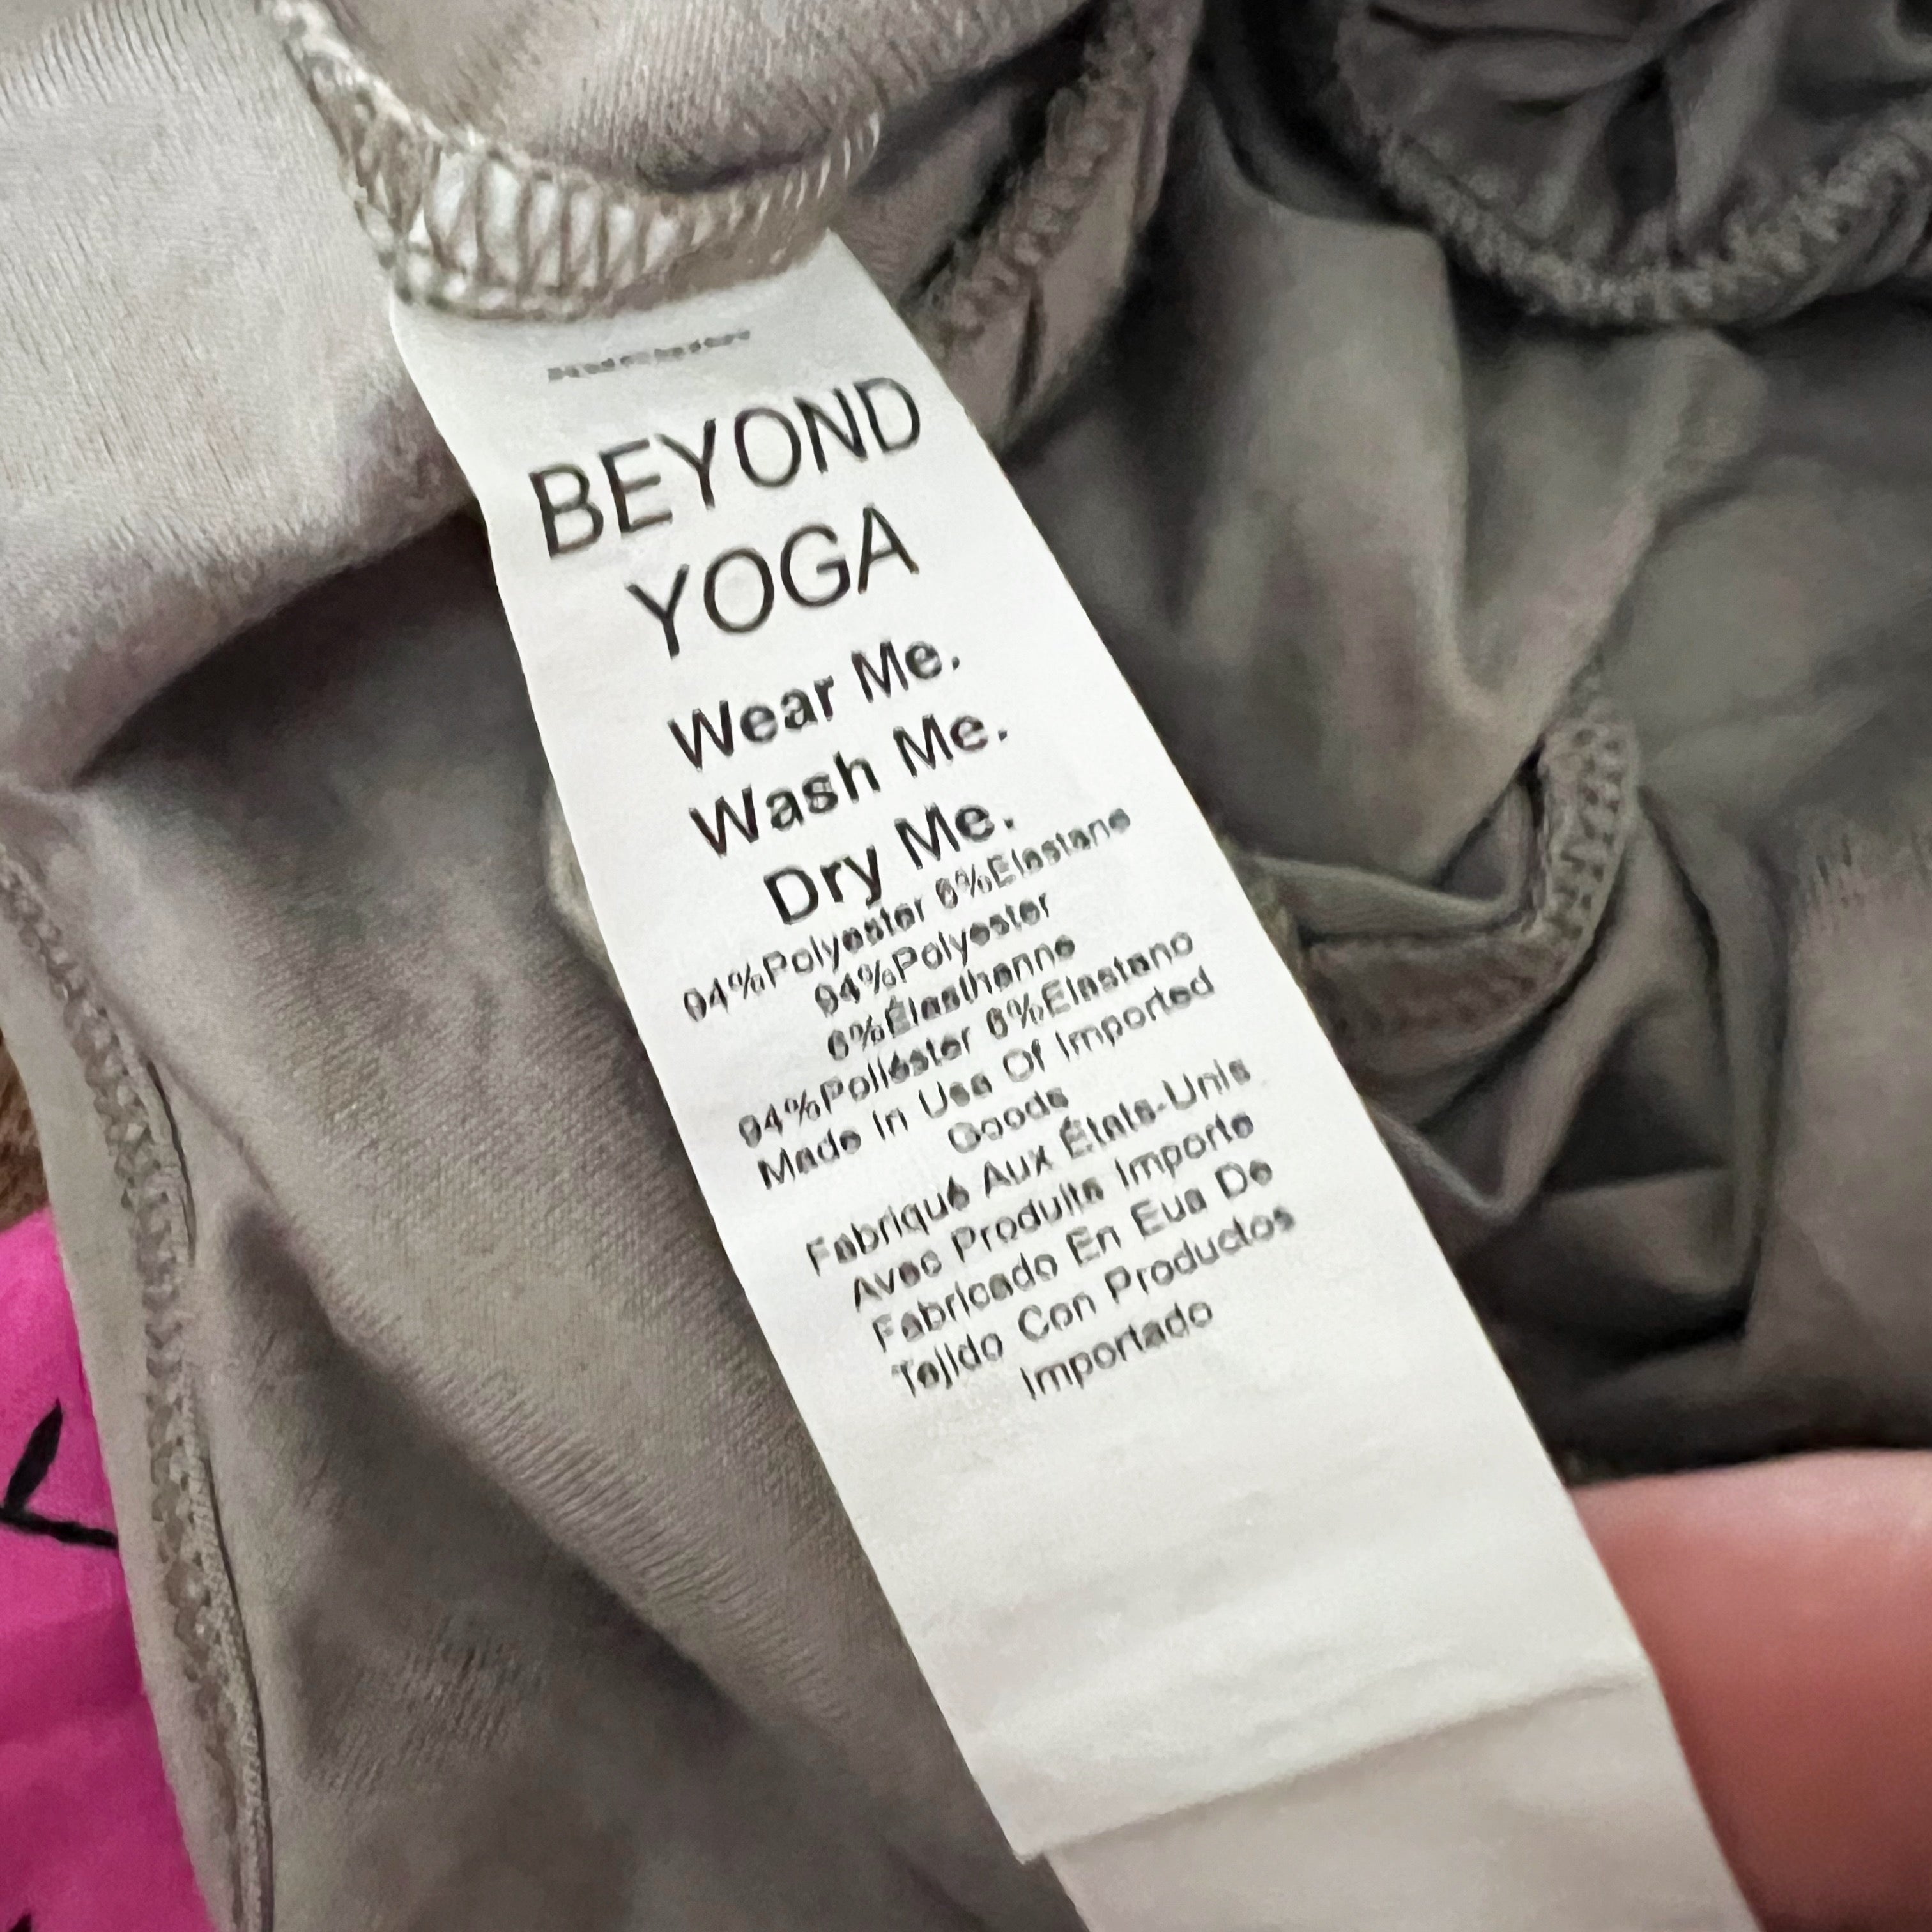 BEYOND
YOGA
Wear Me.
Wash Me.
Dry Me.
94%Polyester 6%Elastane
94%Polyester
6%Élasthanne
94%Poliéster 6%Elastano
Made In Usa Of Imported
Goods
Fabriqué Aux États-Unis
Avec Produits Importe
Fabricado En Eua De
Tejido Con Productos
Importado